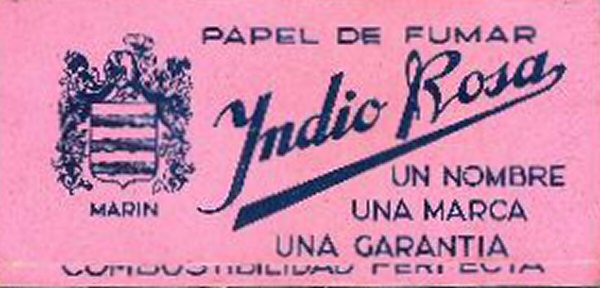 PAPEL DE FUMAR
Indio Rosa
MARIN
UN NOMBRE
UNA MARCA
UNA GARANTIA
COMBUSTIBILIDAD PERFECTA